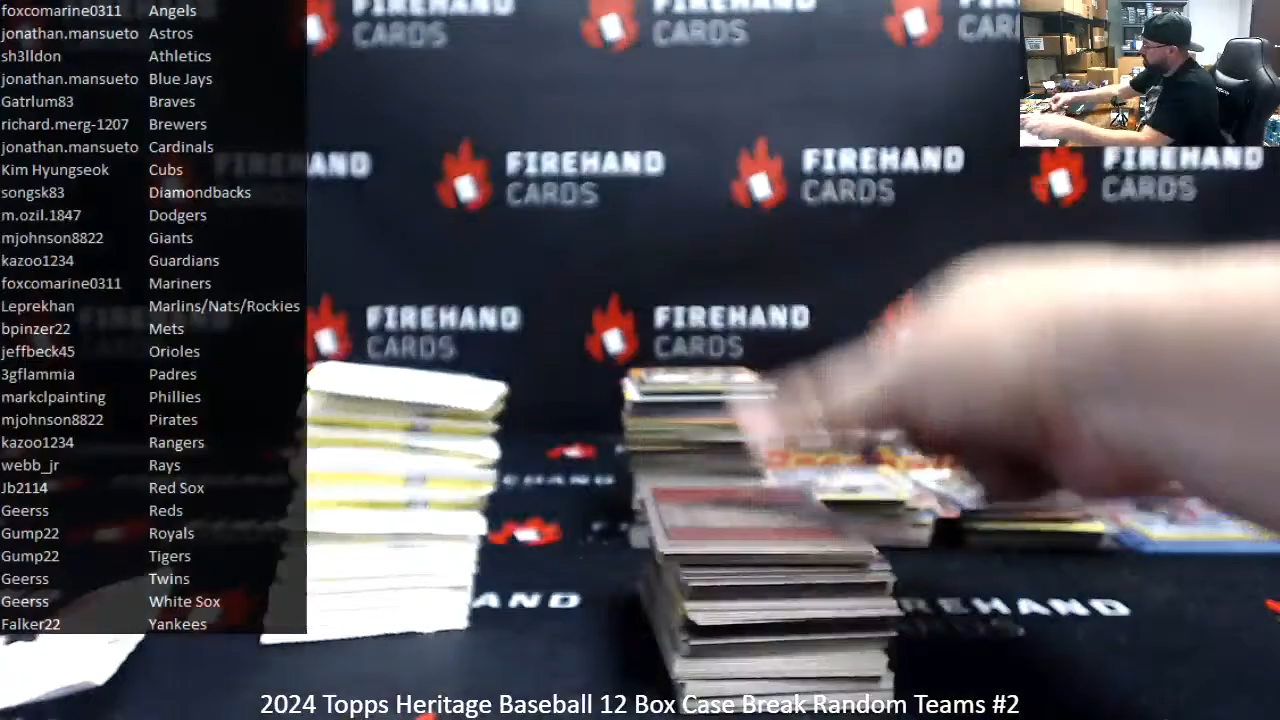 foxcomarine0311 Angels
jonathan.mansueto Astros
sh3lldon Athletics
jonathan.mansueto Blue Jays
Gatrlum83 Braves
richard.merg-1207 Brewers
jonathan.mansueto Cardinals
Kim Hyungseok Cubs
songsk83 Diamondbacks
m.ozil.1847 Dodgers
mjohnson8822 Giants
kazoo1234 Guardians
foxcomarine0311 Mariners
Leprekhan Marlins/Nats/Rockies
bpinzer22 Mets
jeffbeck45 Orioles
3gflammia Padres
markclpainting Phillies
mjohnson8822 Pirates
kazoo1234 Rangers
webb_jr Rays
Jb2114 Red Sox
Geerss Reds
Gump22 Royals
Gump22 Tigers
Geerss Twins
Geerss White Sox
Falker22 Yankees
FIREHAND CARDS
FIREHAND CARDS
FIREHAND
FIREHAND
CARDS
FIREHAND
CARDS
FIREHAND
CARDS
FIREHAND
CARDS
FIREHAND
CARDS
2024 Topps Heritage Baseball 12 Box Case Break Random Teams #2